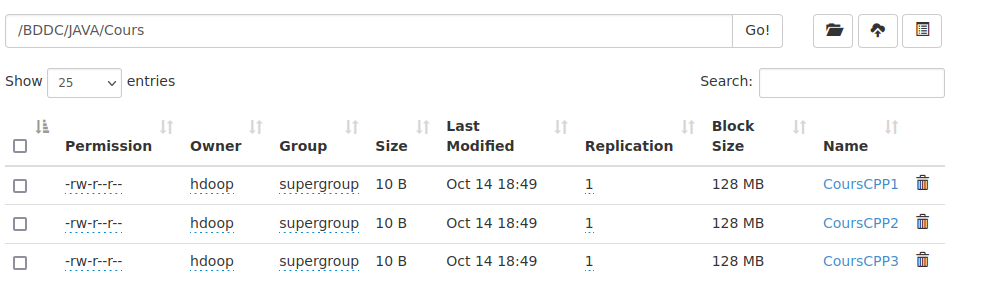 /BDDC/JAVA/Cours Go!
Show 25 entries Search:
Permission Owner Group Size Last Modified Replication Block Size Name
-rw-r--r-- hdoop supergroup 10 B Oct 14 18:49 1 128 MB CoursCPP1
-rw-r--r-- hdoop supergroup 10 B Oct 14 18:49 1 128 MB CoursCPP2
-rw-r--r-- hdoop supergroup 10 B Oct 14 18:49 1 128 MB CoursCPP3